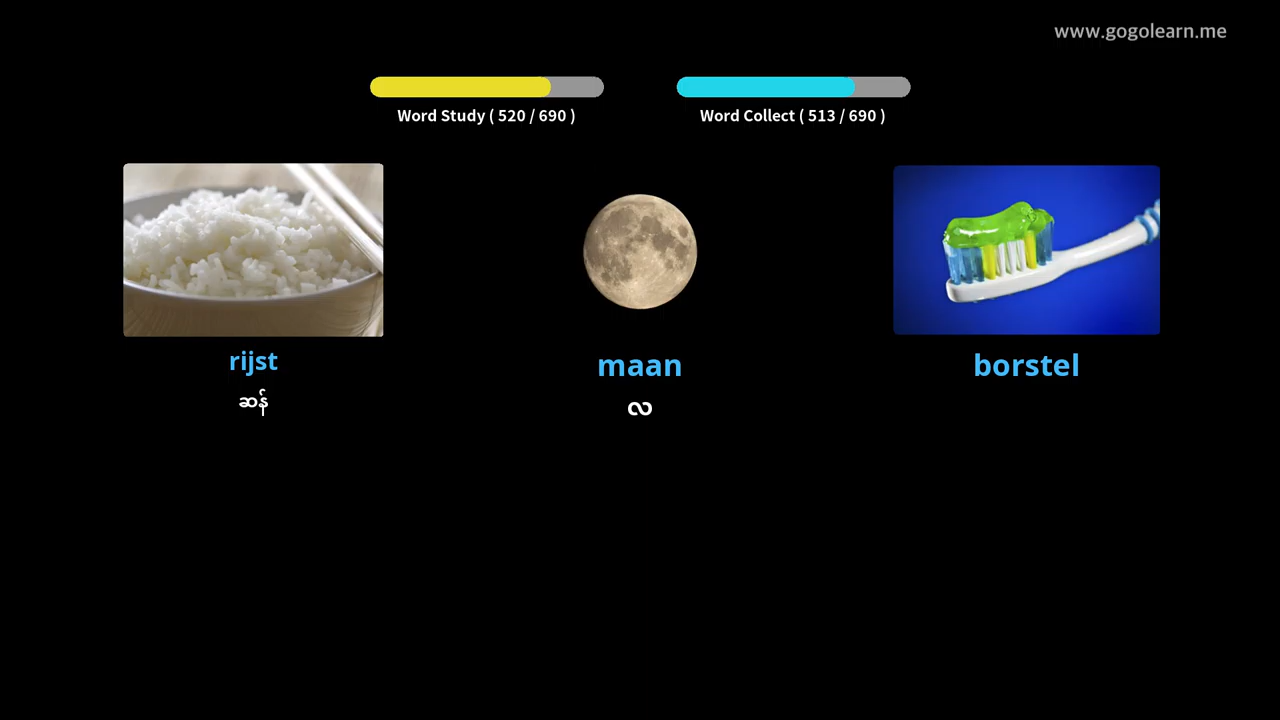 www.gogolearn.me
Word Study ( 520 / 690 )
Word Collect ( 513 / 690 )
rijst
maan
borstel
ဆန်
လ